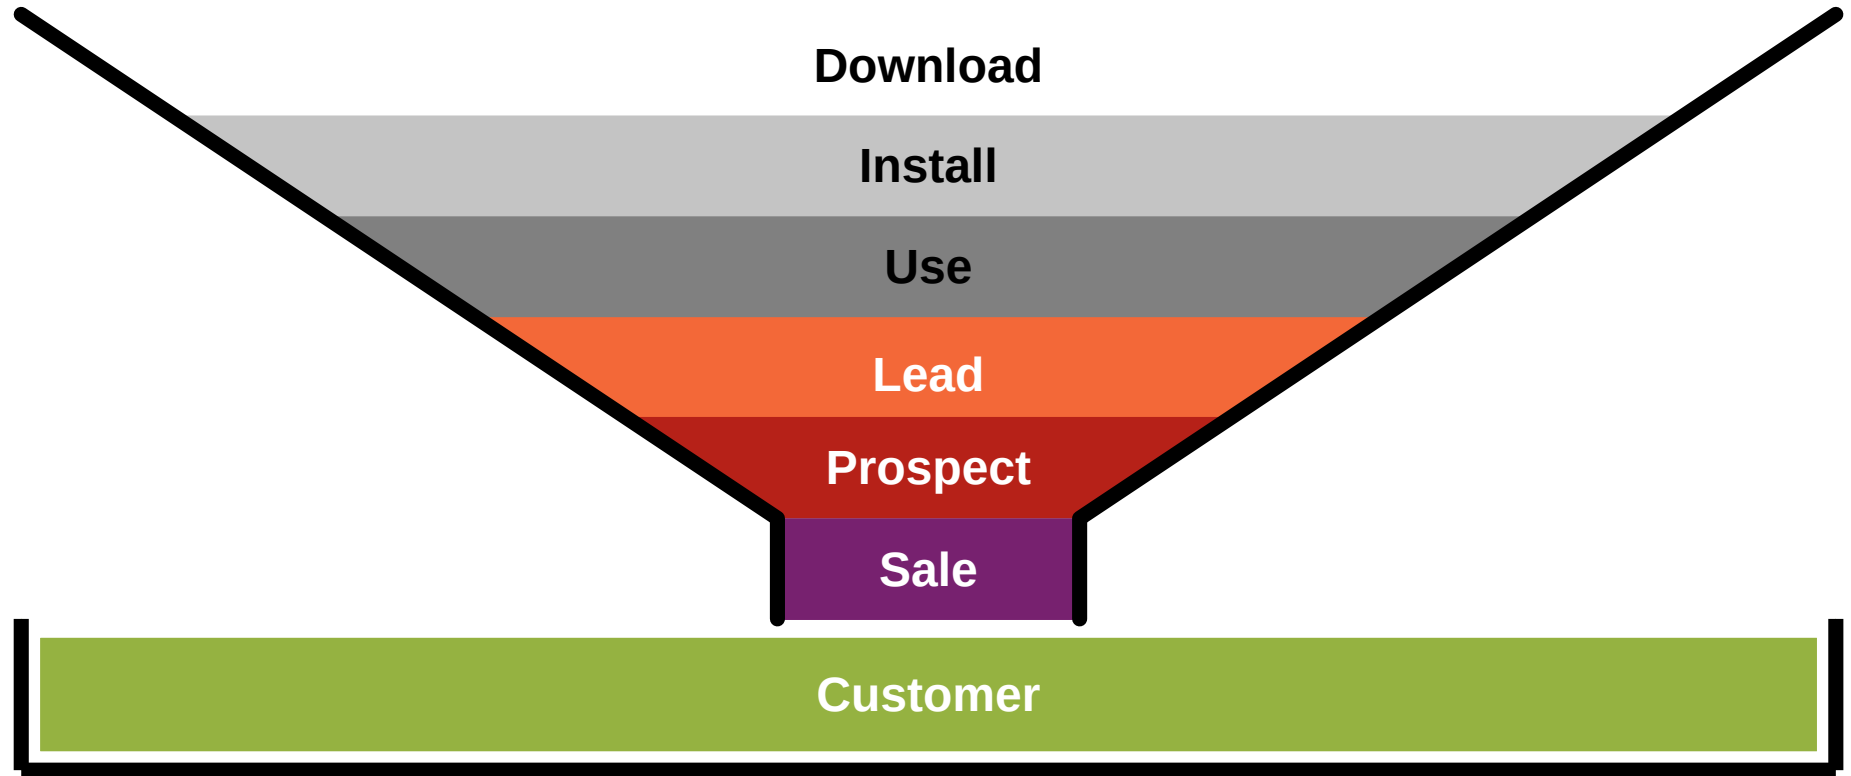 Download
Install
Use
Lead
Prospect
Sale
Customer